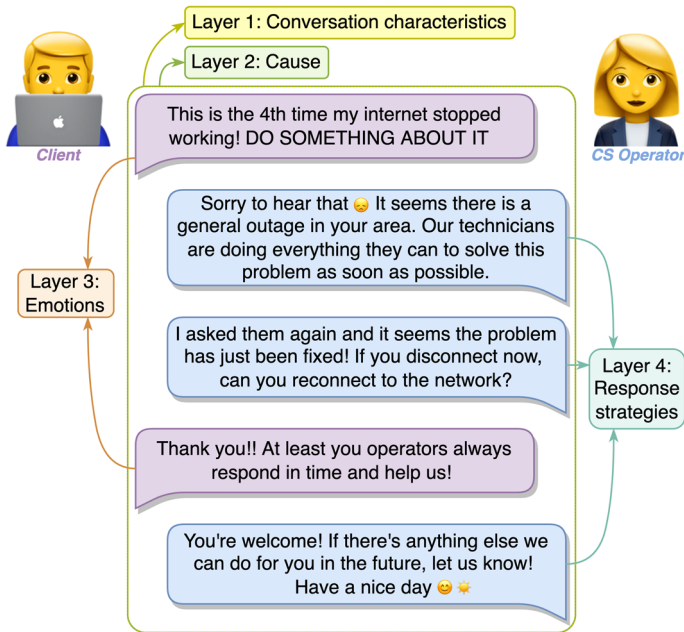 Layer 1: Conversation characteristics
Layer 2: Cause
Client
CS Operator
This is the 4th time my internet stopped
working! DO SOMETHING ABOUT IT
Sorry to hear that 😞 It seems there is a
general outage in your area. Our technicians
are doing everything they can to solve this
problem as soon as possible.
Layer 3:
Emotions
I asked them again and it seems the problem
has just been fixed! If you disconnect now,
can you reconnect to the network?
Layer 4:
Response
strategies
Thank you!! At least you operators always
respond in time and help us!
You're welcome! If there's anything else we
can do for you in the future, let us know!
Have a nice day 😊 ☀️